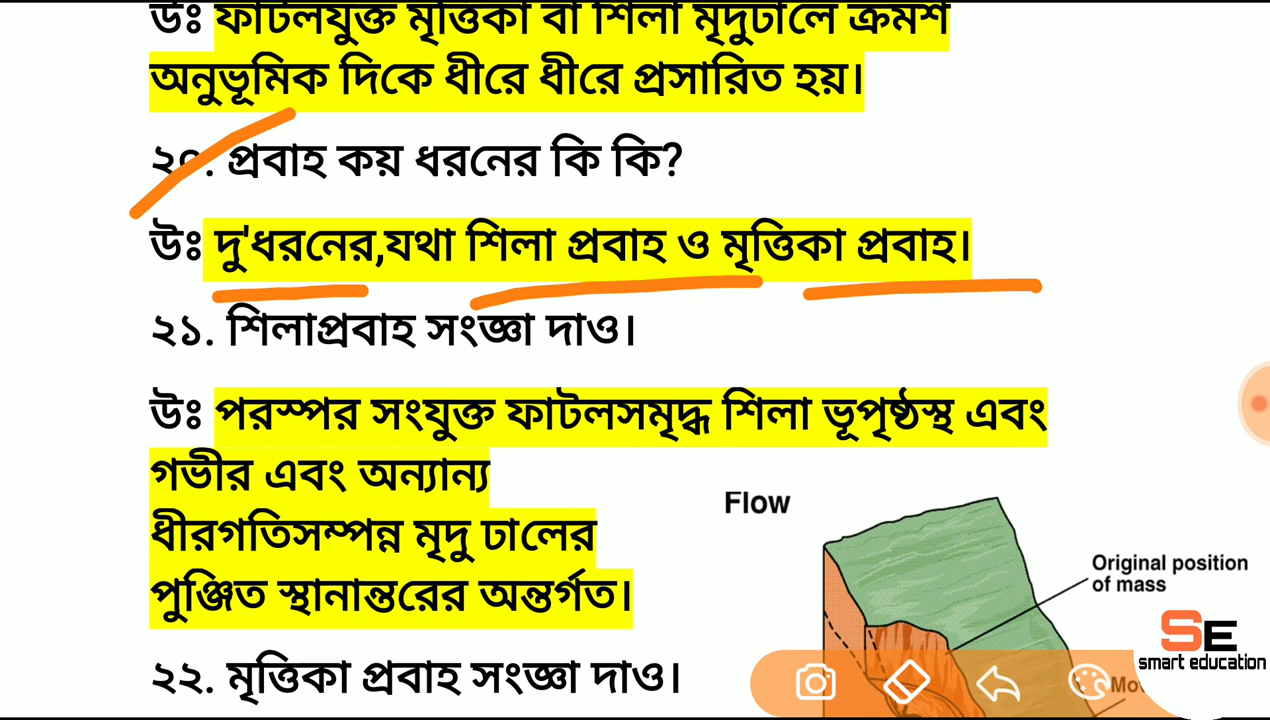 উঃ ফাটলযুক্ত মৃত্তিকা বা শিলা মৃদুঢালে ক্রমশ
অনুভূমিক দিকে ধীরে ধীরে প্রসারিত হয়।
২০. প্রবাহ কয় ধরনের কি কি?
উঃ দু'ধরনের,যথা শিলা প্রবাহ ও মৃত্তিকা প্রবাহ।
২১. শিলাপ্রবাহ সংজ্ঞা দাও।
উঃ পরস্পর সংযুক্ত ফাটলসমৃদ্ধ শিলা ভূপৃষ্ঠস্থ এবং
গভীর এবং অন্যান্য
ধীরগতিসম্পন্ন মৃদু ঢালের
পুঞ্জিত স্থানান্তরের অন্তর্গত।
Flow
Original position
of mass
SE
smart education
২২. মৃত্তিকা প্রবাহ সংজ্ঞা দাও।